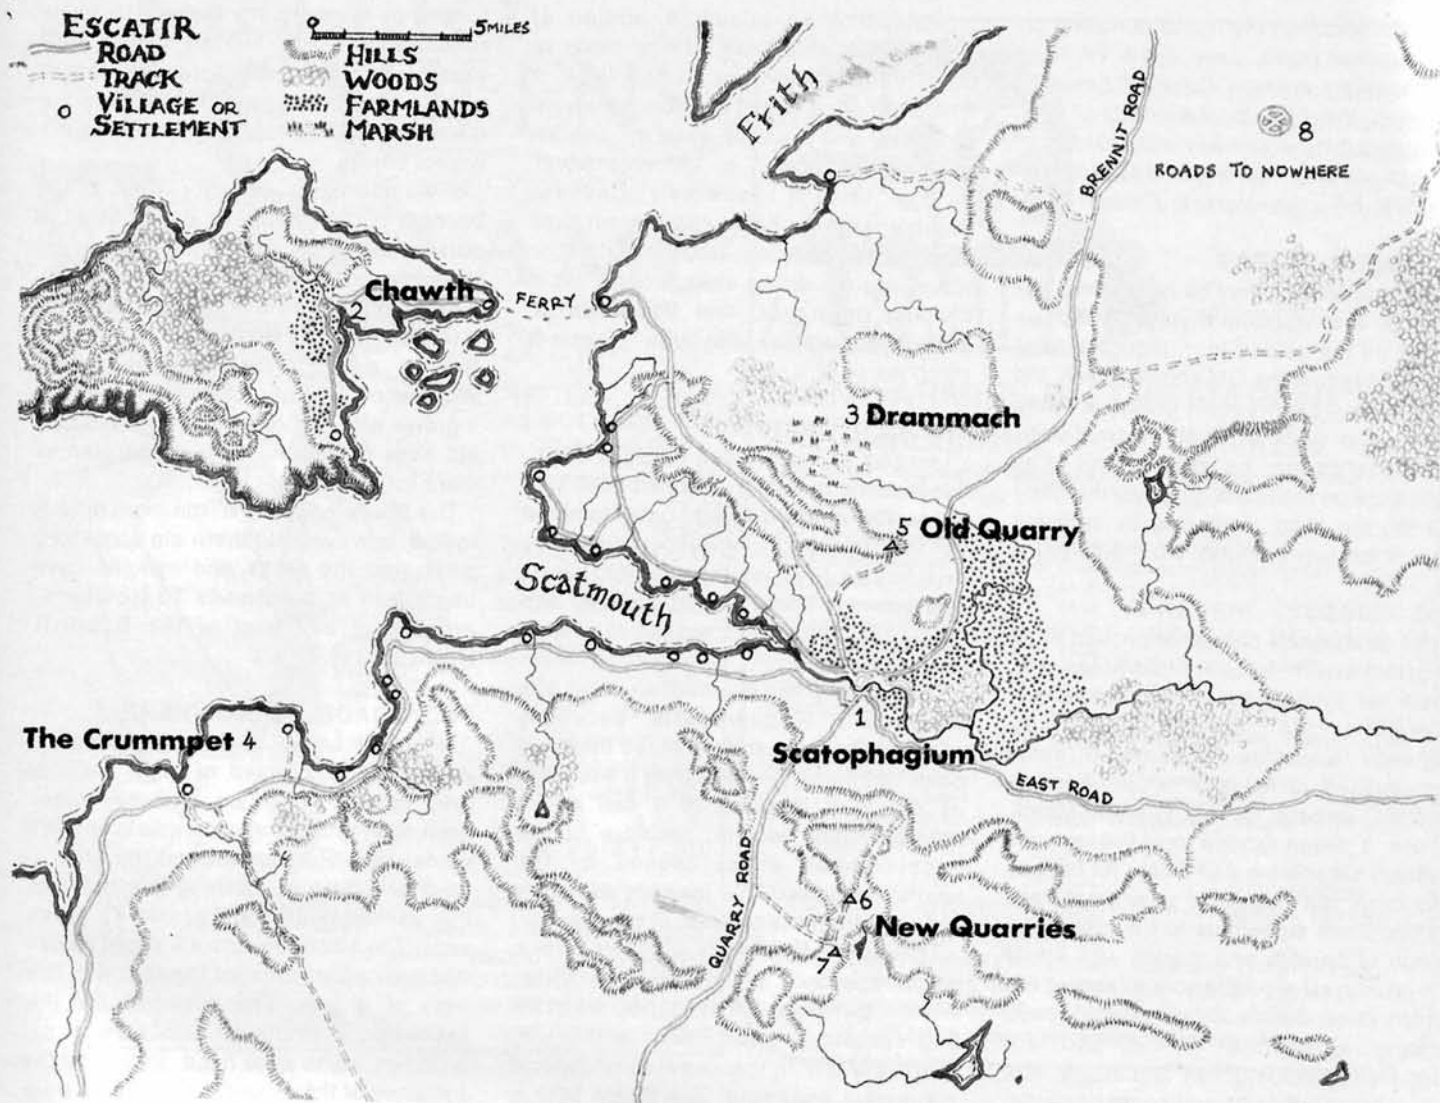 ESCATIR
ROAD
TRACK
VILLAGE OR
SETTLEMENT
5 MILES
HILLS
WOODS
FARMLANDS
MARSH
Frith
BRENNIT ROAD
8
ROADS TO NOWHERE
Chawth
2
FERRY
3 Drammach
5 Old Quarry
Scatmouth
The Crummpet 4
1
Scatophagium
EAST ROAD
QUARRY ROAD
6
New Quarries
7